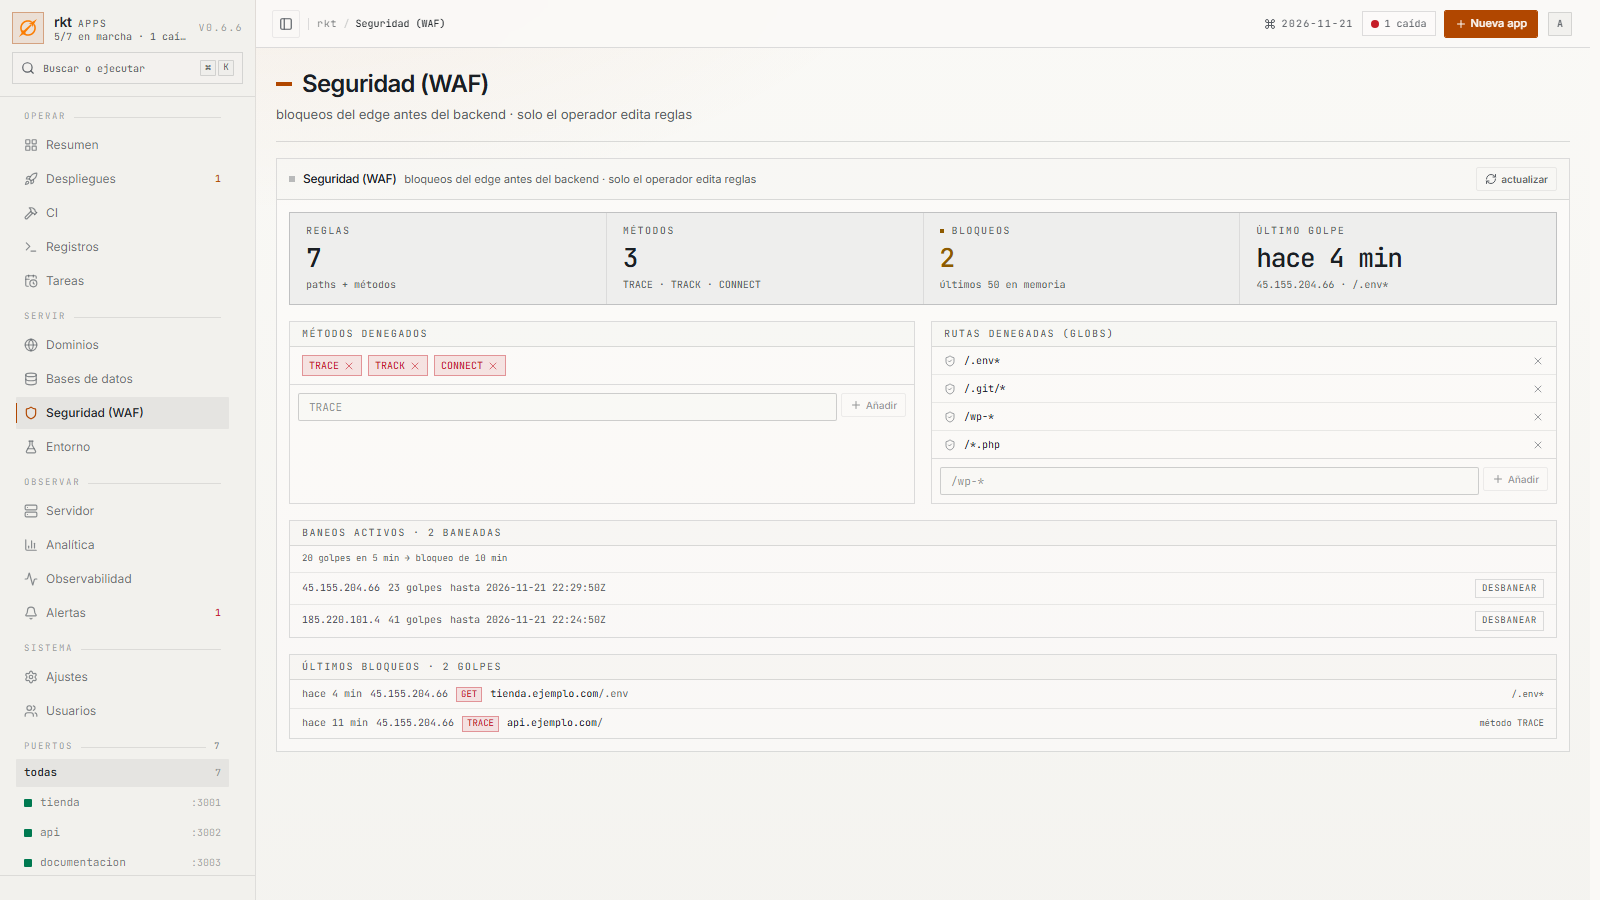 rkt APPS
5/7 en marcha · 1 caí…
V0.6.6
Buscar o ejecutar
⌘ K
OPERAR
Resumen
Despliegues 1
CI
Registros
Tareas
SERVIR
Dominios
Bases de datos
Seguridad (WAF)
Entorno
OBSERVAR
Servidor
Analítica
Observabilidad
Alertas 1
SISTEMA
Ajustes
Usuarios
PUERTOS 7
todas 7
tienda :3001
api :3002
documentacion :3003
rkt / Seguridad (WAF)
⌘ 2026-11-21
1 caída
+ Nueva app
A
Seguridad (WAF)
bloqueos del edge antes del backend · solo el operador edita reglas
Seguridad (WAF) bloqueos del edge antes del backend · solo el operador edita reglas
actualizar
REGLAS
7
paths + métodos
MÉTODOS
3
TRACE · TRACK · CONNECT
BLOQUEOS
2
últimos 50 en memoria
ÚLTIMO GOLPE
hace 4 min
45.155.204.66 · /.env*
MÉTODOS DENEGADOS
TRACE × TRACK × CONNECT ×
TRACE
+ Añadir
RUTAS DENEGADAS (GLOBS)
/.env* ×
/.git/* ×
/wp-* ×
/*.php ×
/wp-*
+ Añadir
BANEOS ACTIVOS · 2 BANEADAS
20 golpes en 5 min → bloqueo de 10 min
45.155.204.66 23 golpes hasta 2026-11-21 22:29:50Z DESBANEAR
185.220.101.4 41 golpes hasta 2026-11-21 22:24:50Z DESBANEAR
ÚLTIMOS BLOQUEOS · 2 GOLPES
hace 4 min 45.155.204.66 GET tienda.ejemplo.com/.env /.env*
hace 11 min 45.155.204.66 TRACE api.ejemplo.com/ método TRACE